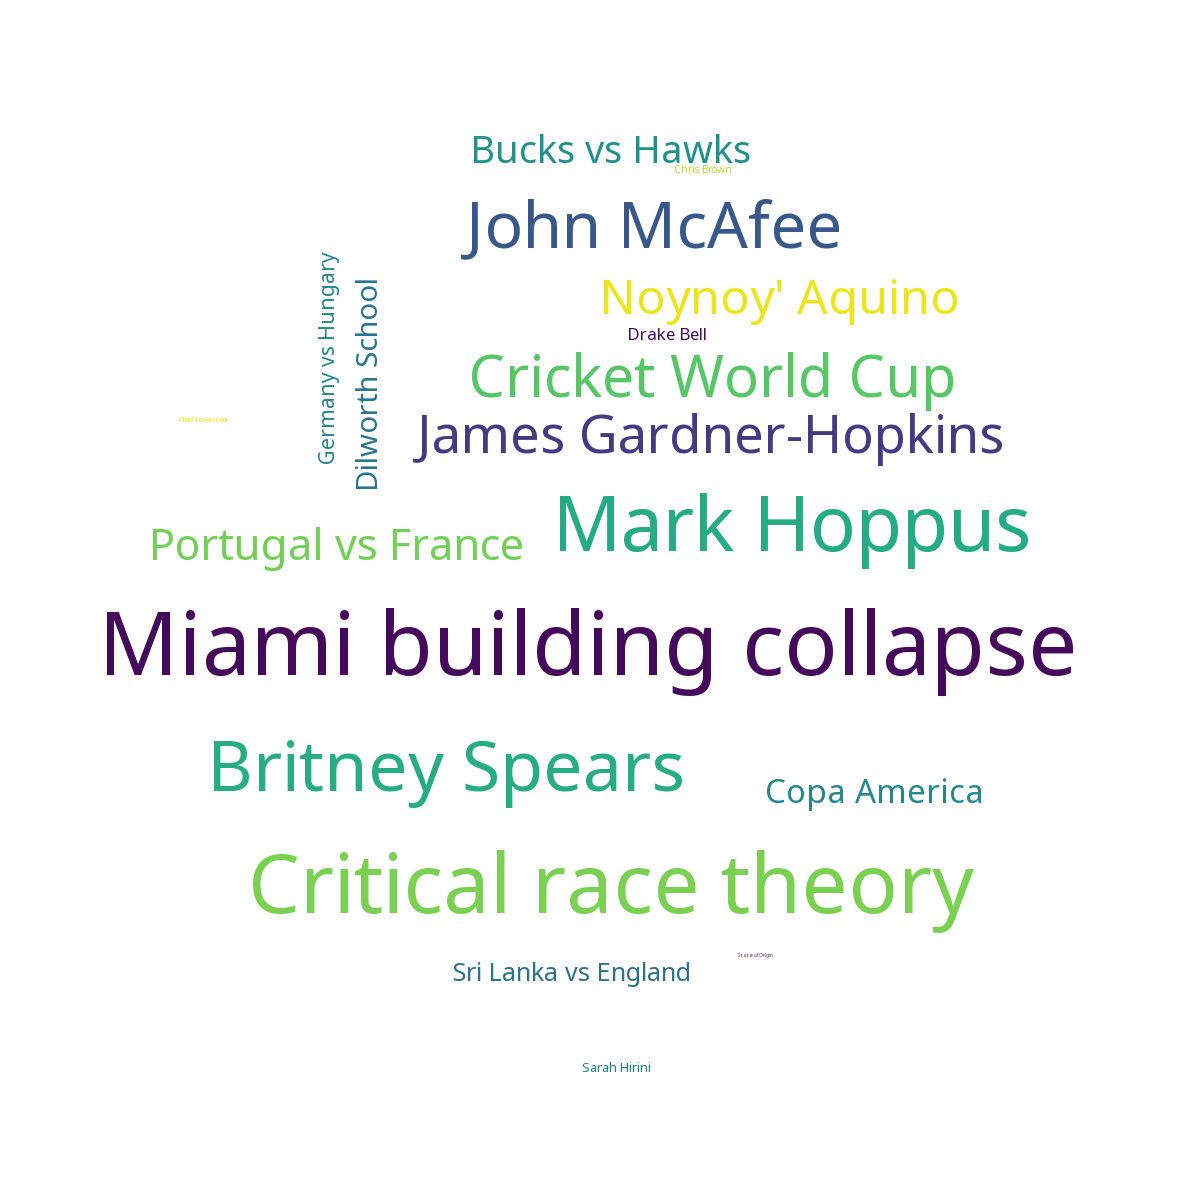 Bucks vs Hawks
Chris Brown
John McAfee
Germany vs Hungary
Dilworth School
Noynoy' Aquino
Drake Bell
Cricket World Cup
Chad Townsend
James Gardner-Hopkins
Mark Hoppus
Portugal vs France
Miami building collapse
Britney Spears
Copa America
Critical race theory
State of Origin
Sri Lanka vs England
Sarah Hirini